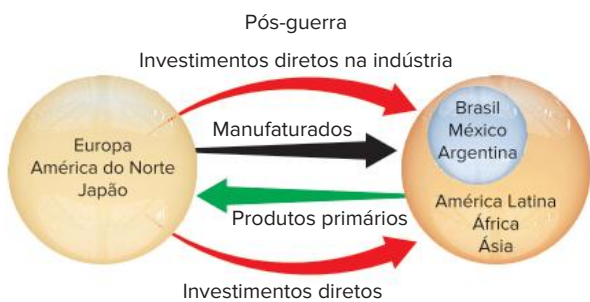 Pós-guerra
Investimentos diretos na indústria
Europa
América do Norte
Japão
Manufaturados
Produtos primários
Brasil
México
Argentina
América Latina
África
Ásia
Investimentos diretos